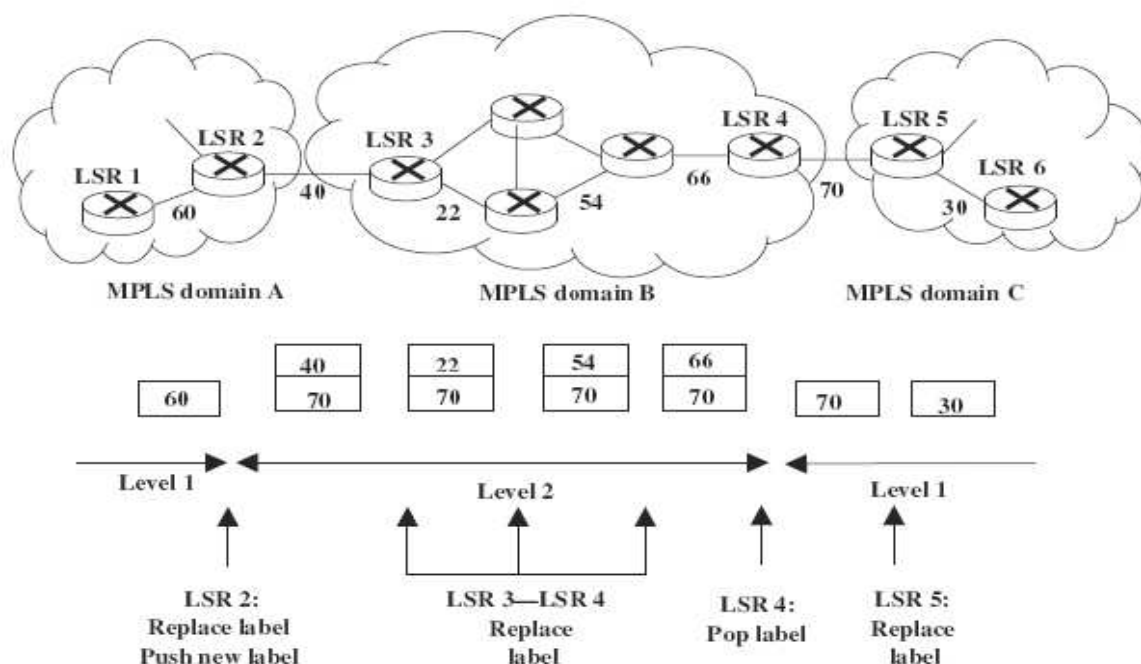 LSR 1
LSR 2
LSR 3
LSR 4
LSR 5
LSR 6
60
40
22
54
66
70
30
MPLS domain A
MPLS domain B
MPLS domain C
40
22
54
66
60
70
70
70
70
70
30
Level 1
Level 2
Level 1
LSR 2:
Replace label
Push new label
LSR 3—LSR 4
Replace
label
LSR 4:
Pop label
LSR 5:
Replace
label